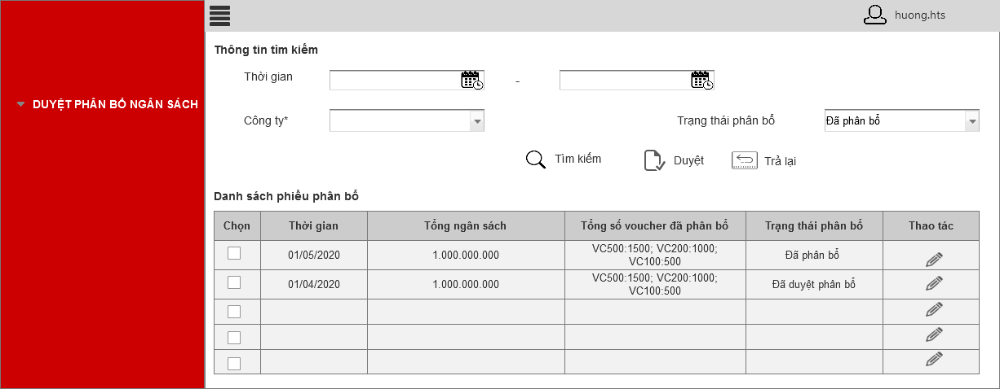 huong.hts
DUYỆT PHÂN BỔ NGÂN SÁCH
Thông tin tìm kiếm
Thời gian
-
Công ty*
Trạng thái phân bổ
Đã phân bổ
Tìm kiếm
Duyệt
Trả lại
Danh sách phiếu phân bổ
Chọn Thời gian Tổng ngân sách Tổng số voucher đã phân bổ Trạng thái phân bổ Thao tác
01/05/2020 1.000.000.000 VC500:1500; VC200:1000; Đã phân bổ
VC100:500
01/04/2020 1.000.000.000 VC500:1500; VC200:1000; Đã duyệt phân bổ
VC100:500